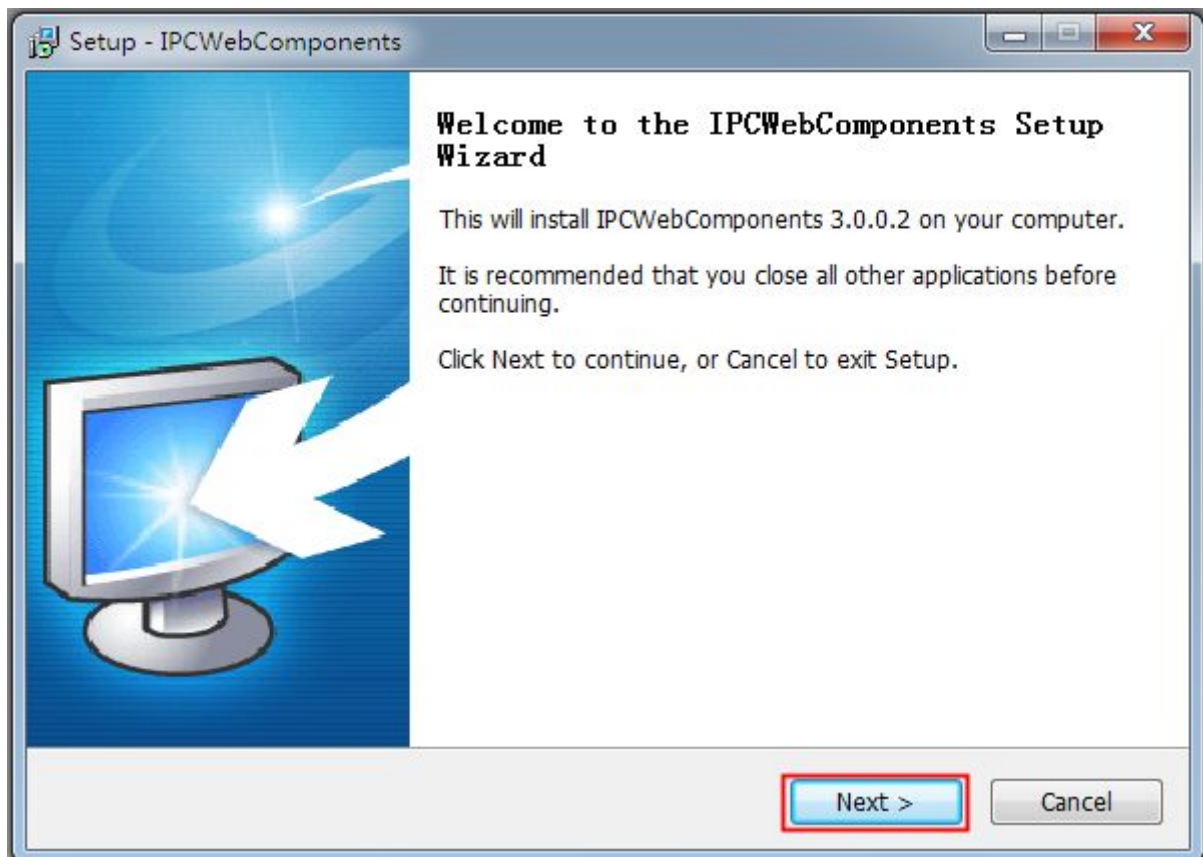 Setup - IPCWebComponents
Welcome to the IPCWebComponents Setup
Wizard
This will install IPCWebComponents 3.0.0.2 on your computer.
It is recommended that you close all other applications before
continuing.
Click Next to continue, or Cancel to exit Setup.
Next >
Cancel